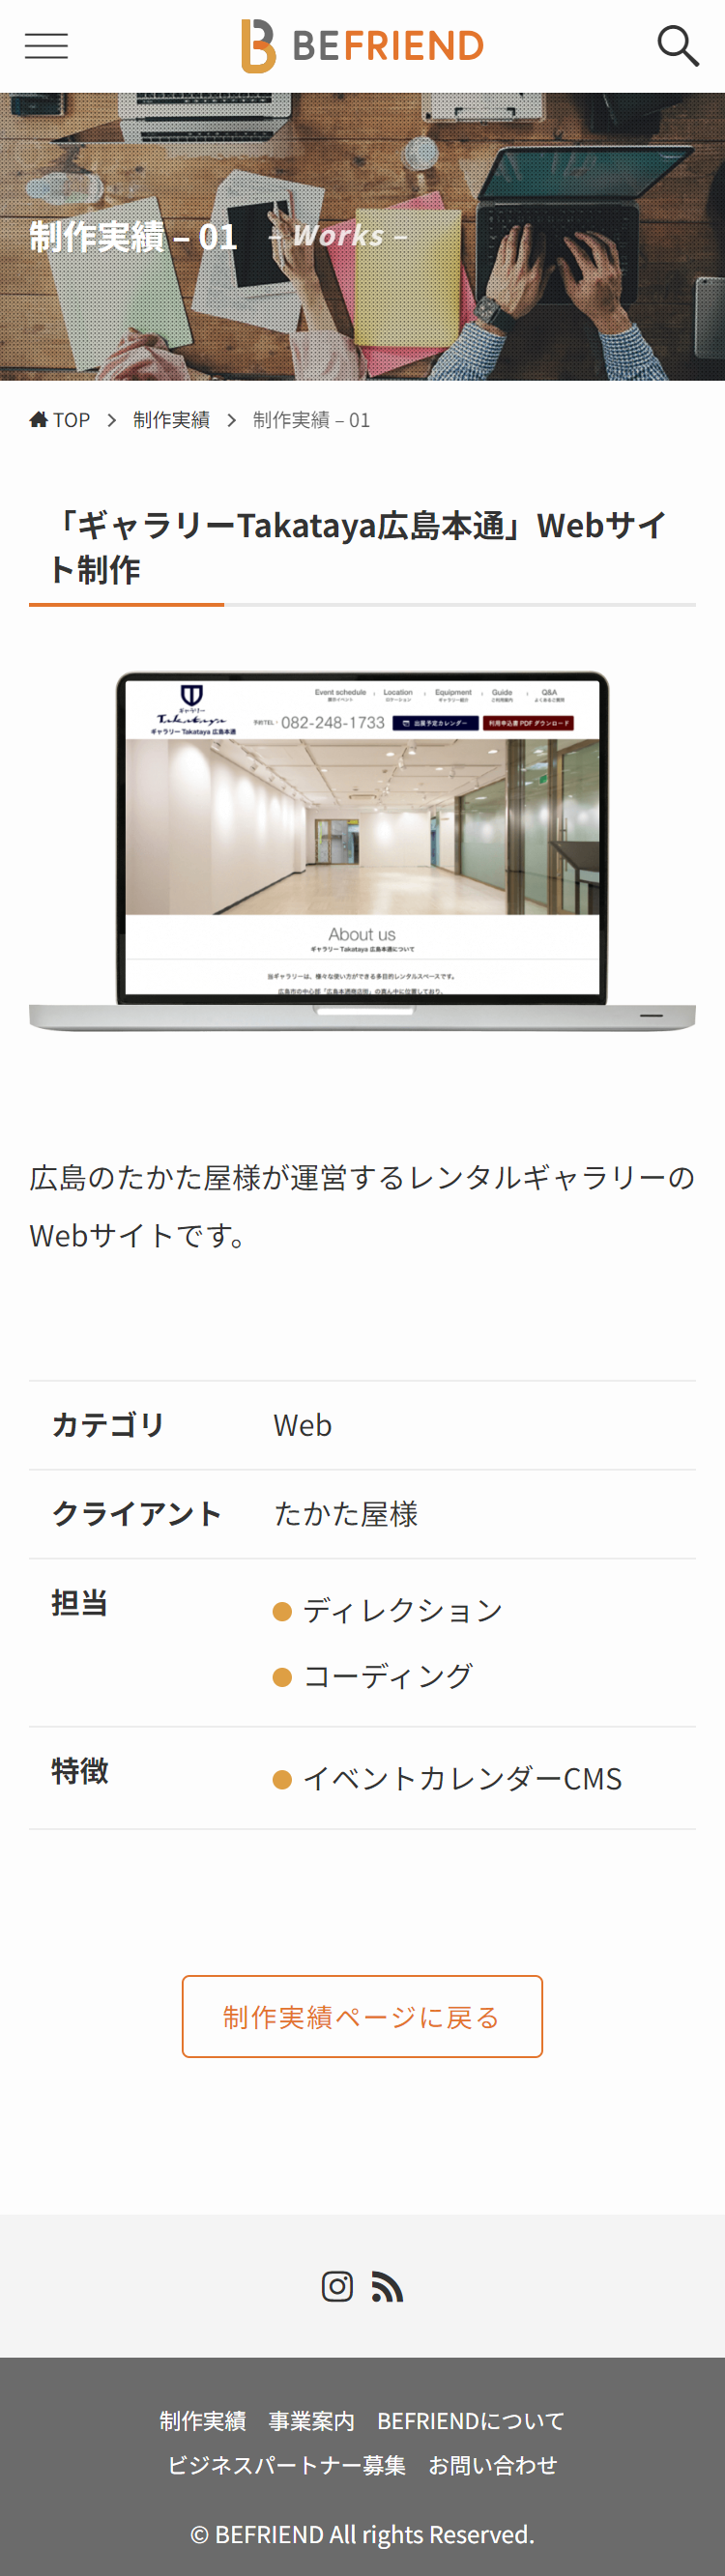 BEFRIEND
制作実績 – 01 – Works –
TOP > 制作実績 > 制作実績 – 01
「ギャラリーTakataya広島本通」Webサイ
ト制作
Event schedule Location Equipment Guide Q&A
ギャラリー
Takataya
ギャラリー Takataya 広島本通
予約TEL 082-248-1733 出展予定カレンダー 利用申込書 PDF ダウンロード
About us
ギャラリー Takataya 広島本通について
当ギャラリーは、様々な使い方ができる多目的レンタルスペースです。
広島市の中心部「広島本通商店街」の真ん中に位置しており、
広島のたかた屋様が運営するレンタルギャラリーの
Webサイトです。
カテゴリ Web
クライアント たかた屋様
担当 ディレクション
コーディング
特徴 イベントカレンダーCMS
制作実績ページに戻る
制作実績 事業案内 BEFRIENDについて
ビジネスパートナー募集 お問い合わせ
© BEFRIEND All rights Reserved.